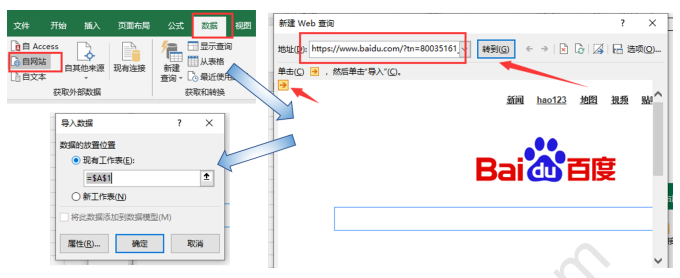 文件 开始 插入 页面布局 公式 数据 视图
自 Access
自网站
自文本
自其他来源
现有连接
获取外部数据
新建
查询
显示查询
从表格
最近使用
获取和转换
新建 Web 查询 ? ×
地址(D): https://www.baidu.com/?tn=80035161_ 转到(G) 选项(O)...
单击(C) ，然后单击"导入"(C)。
新闻 hao123 地图 视频
Bai du 百度
导入数据 ? ×
数据的放置位置
现有工作表(E):
=$A$1
新工作表(N)
将此数据添加到数据模型(M)
属性(R)... 确定 取消